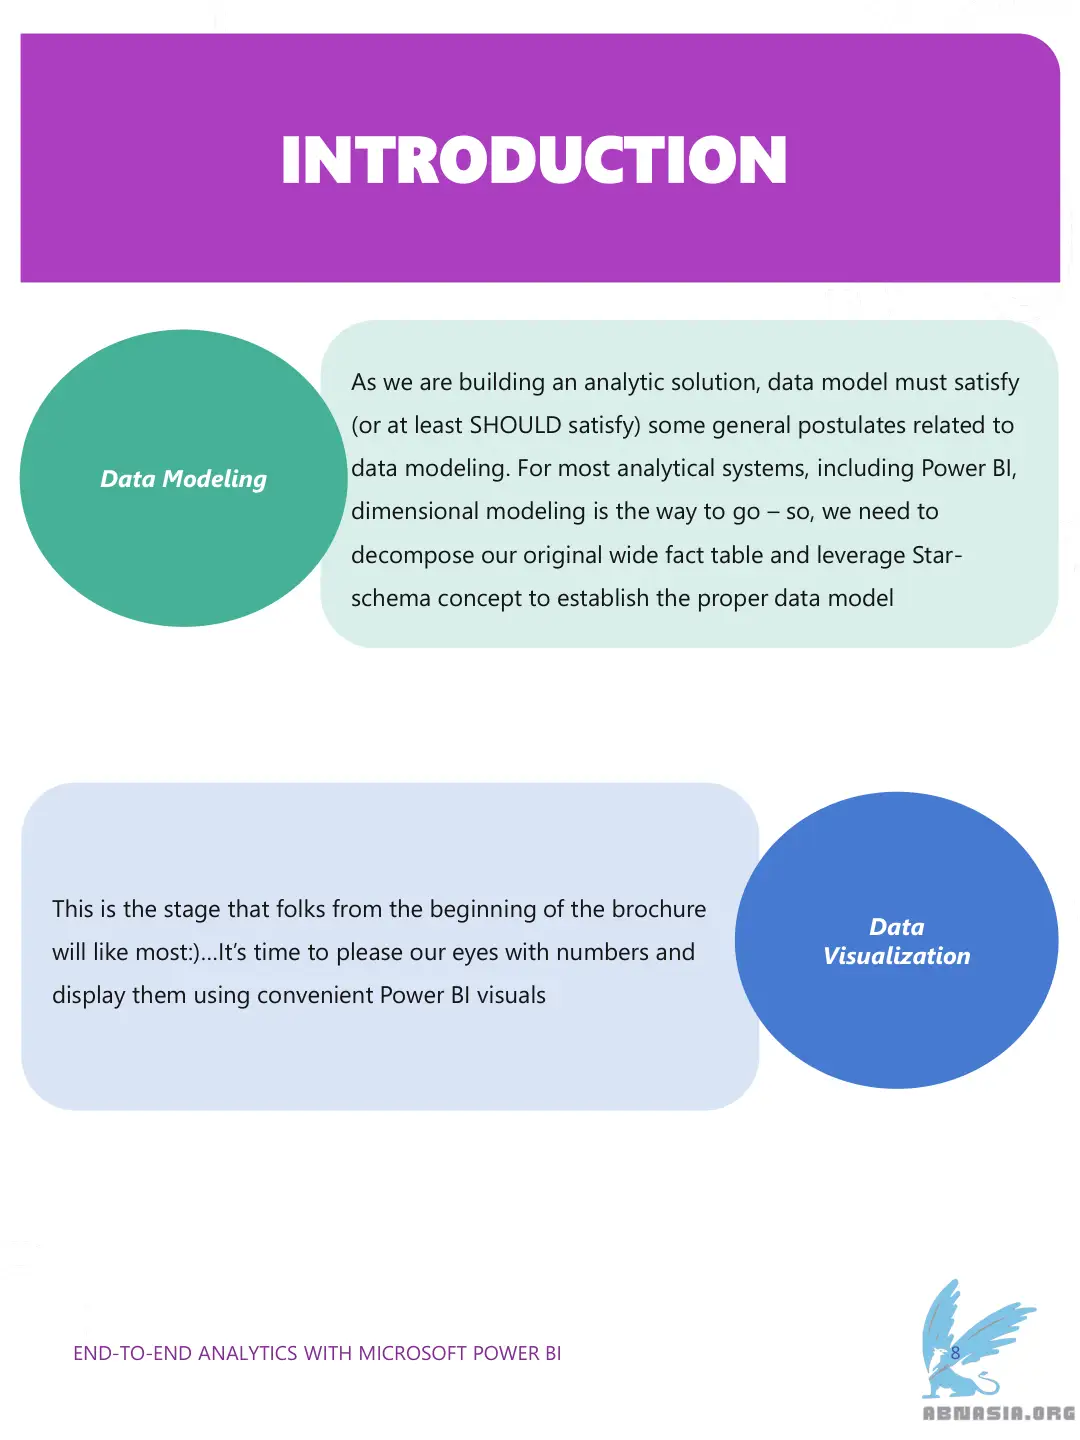 INTRODUCTION
Data Modeling
As we are building an analytic solution, data model must satisfy
(or at least SHOULD satisfy) some general postulates related to
data modeling. For most analytical systems, including Power BI,
dimensional modeling is the way to go – so, we need to
decompose our original wide fact table and leverage Star-
schema concept to establish the proper data model
This is the stage that folks from the beginning of the brochure
will like most:)…It’s time to please our eyes with numbers and
display them using convenient Power BI visuals
Data
Visualization
END-TO-END ANALYTICS WITH MICROSOFT POWER BI
8
ABNASIA.ORG